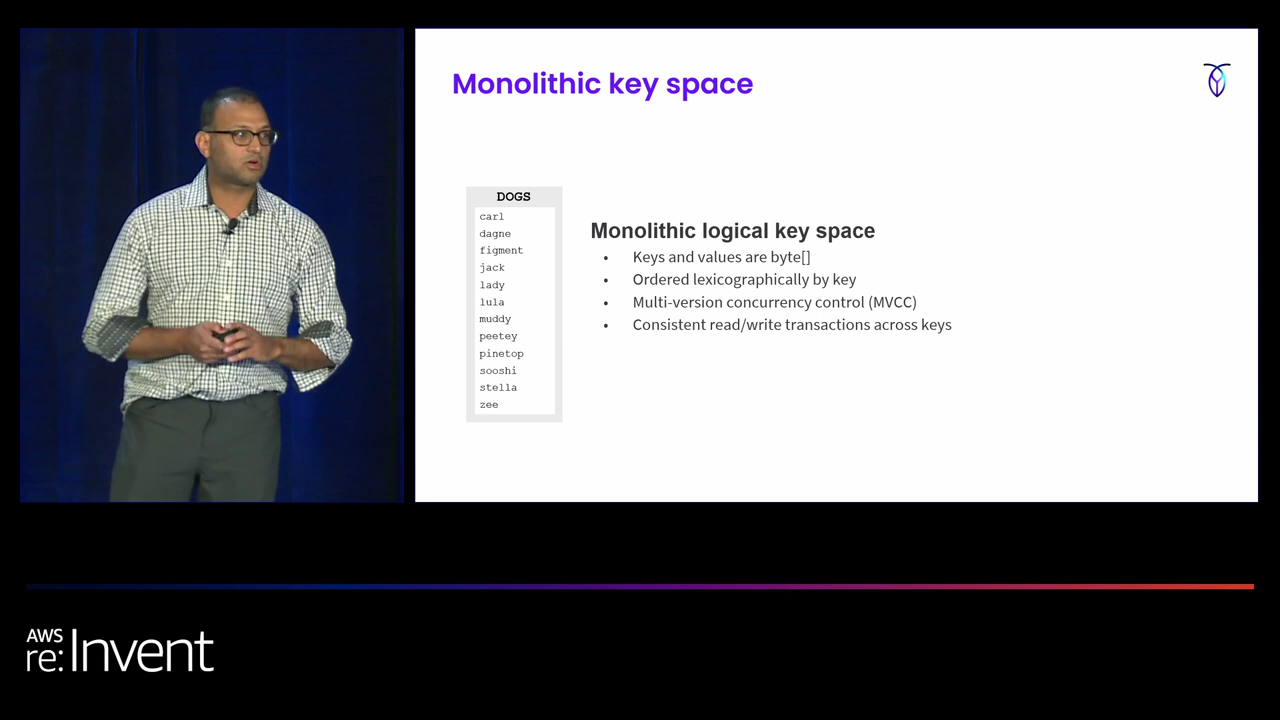 Monolithic key space
DOGS
carl
dagne
figment
jack
lady
lula
muddy
peetey
pinetop
sooshi
stella
zee
Monolithic logical key space
• Keys and values are byte[]
• Ordered lexicographically by key
• Multi-version concurrency control (MVCC)
• Consistent read/write transactions across keys
AWS
re:Invent